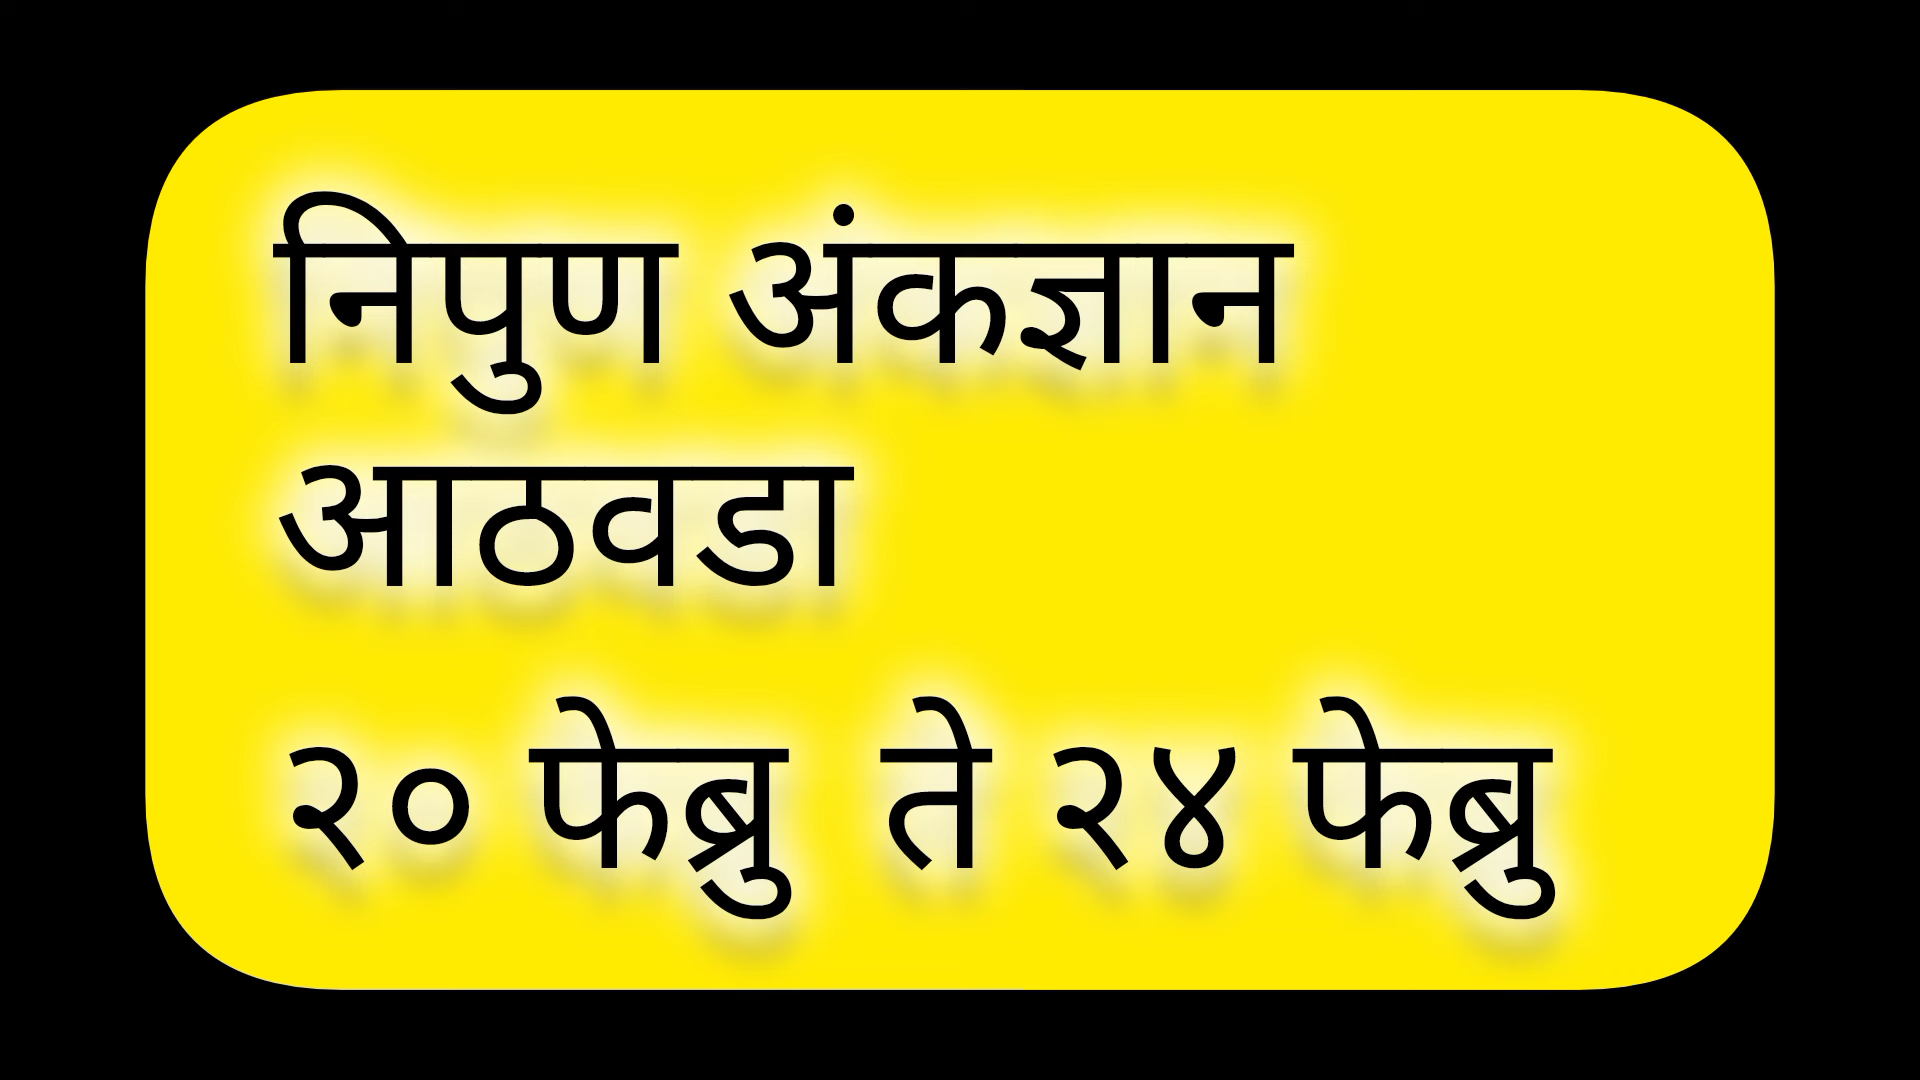 निपुण अंकज्ञान
आठवडा
२० फेब्रु ते २४ फेब्रु